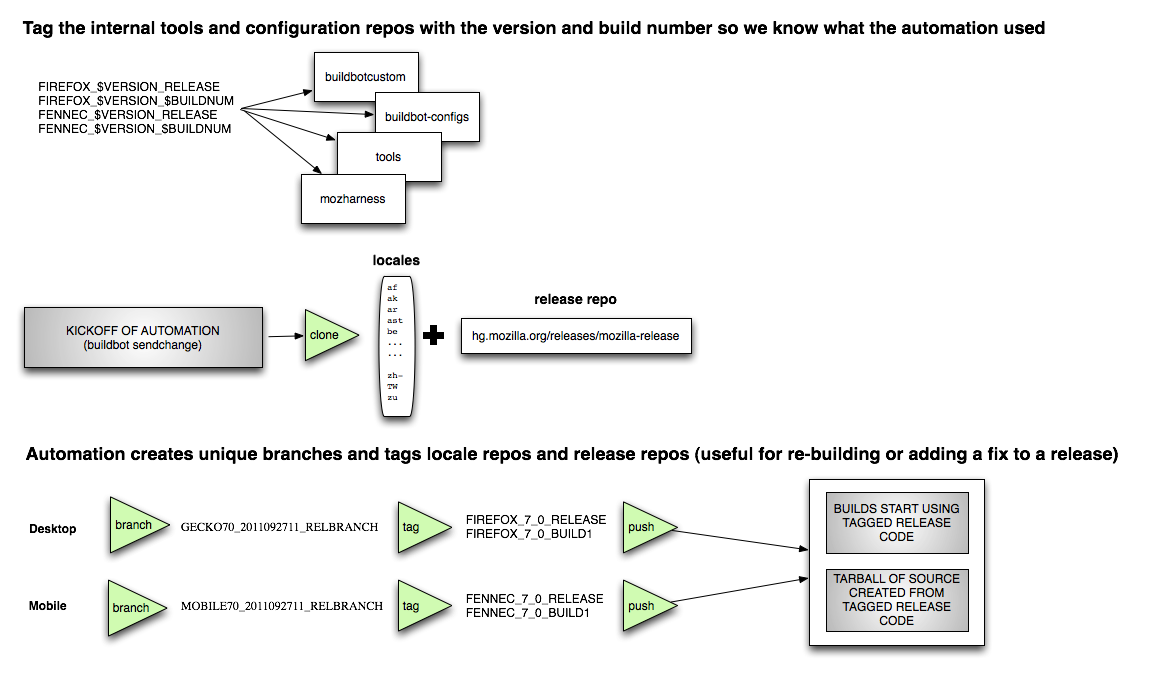 Tag the internal tools and configuration repos with the version and build number so we know what the automation used
FIREFOX_$VERSION_RELEASE
FIREFOX_$VERSION_$BUILDNUM
FENNEC_$VERSION_RELEASE
FENNEC_$VERSION_$BUILDNUM
buildbotcustom
buildbot-configs
tools
mozharness
KICKOFF OF AUTOMATION
(buildbot sendchange)
clone
locales
af
ak
ar
ast
be
...
...
zh-
TW
zu
release repo
hg.mozilla.org/releases/mozilla-release
Automation creates unique branches and tags locale repos and release repos (useful for re-building or adding a fix to a release)
Desktop
branch
GECKO70_2011092711_RELBRANCH
tag
FIREFOX_7_0_RELEASE
FIREFOX_7_0_BUILD1
push
Mobile
branch
MOBILE70_2011092711_RELBRANCH
tag
FENNEC_7_0_RELEASE
FENNEC_7_0_BUILD1
push
BUILDS START USING
TAGGED RELEASE
CODE
TARBALL OF SOURCE
CREATED FROM
TAGGED RELEASE
CODE